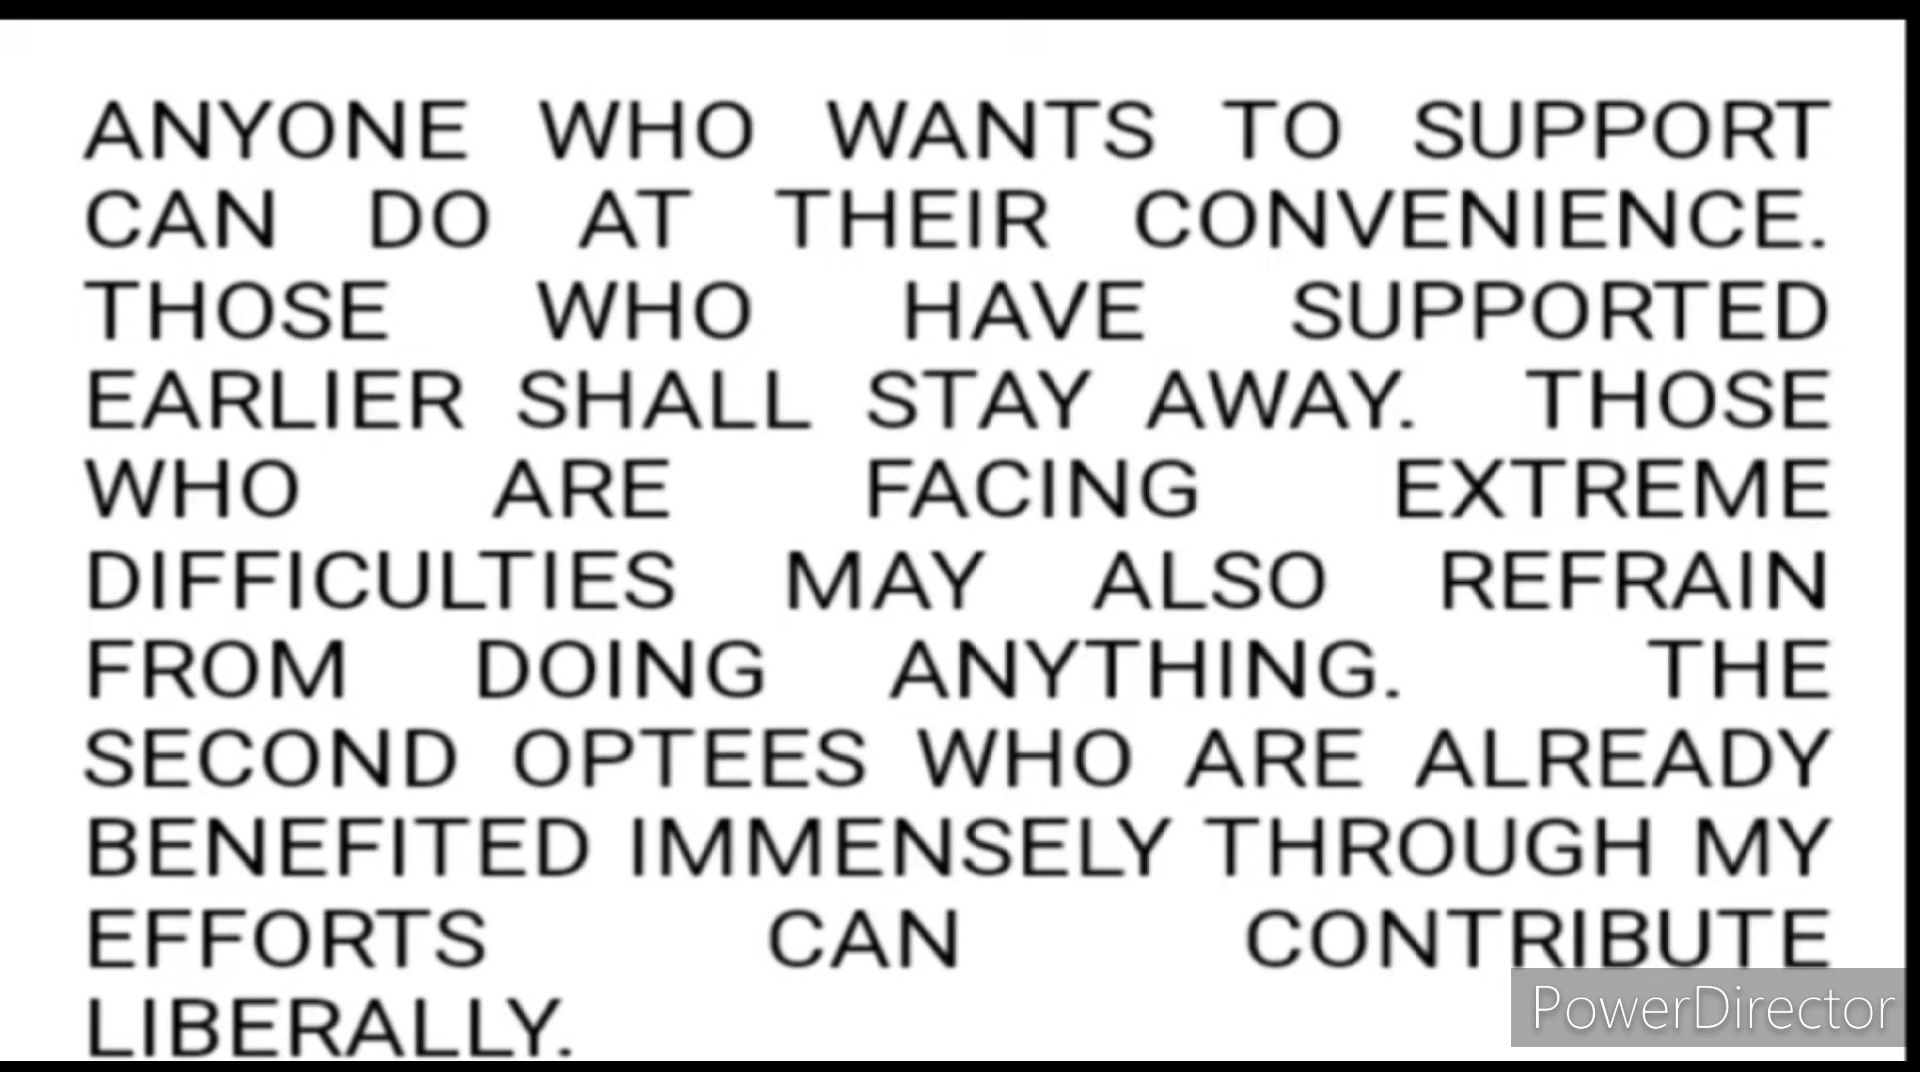 ANYONE WHO WANTS TO SUPPORT
CAN DO AT THEIR CONVENIENCE.
THOSE WHO HAVE SUPPORTED
EARLIER SHALL STAY AWAY. THOSE
WHO ARE FACING EXTREME
DIFFICULTIES MAY ALSO REFRAIN
FROM DOING ANYTHING. THE
SECOND OPTEES WHO ARE ALREADY
BENEFITED IMMENSELY THROUGH MY
EFFORTS CAN CONTRIBUTE
LIBERALLY.
PowerDirector